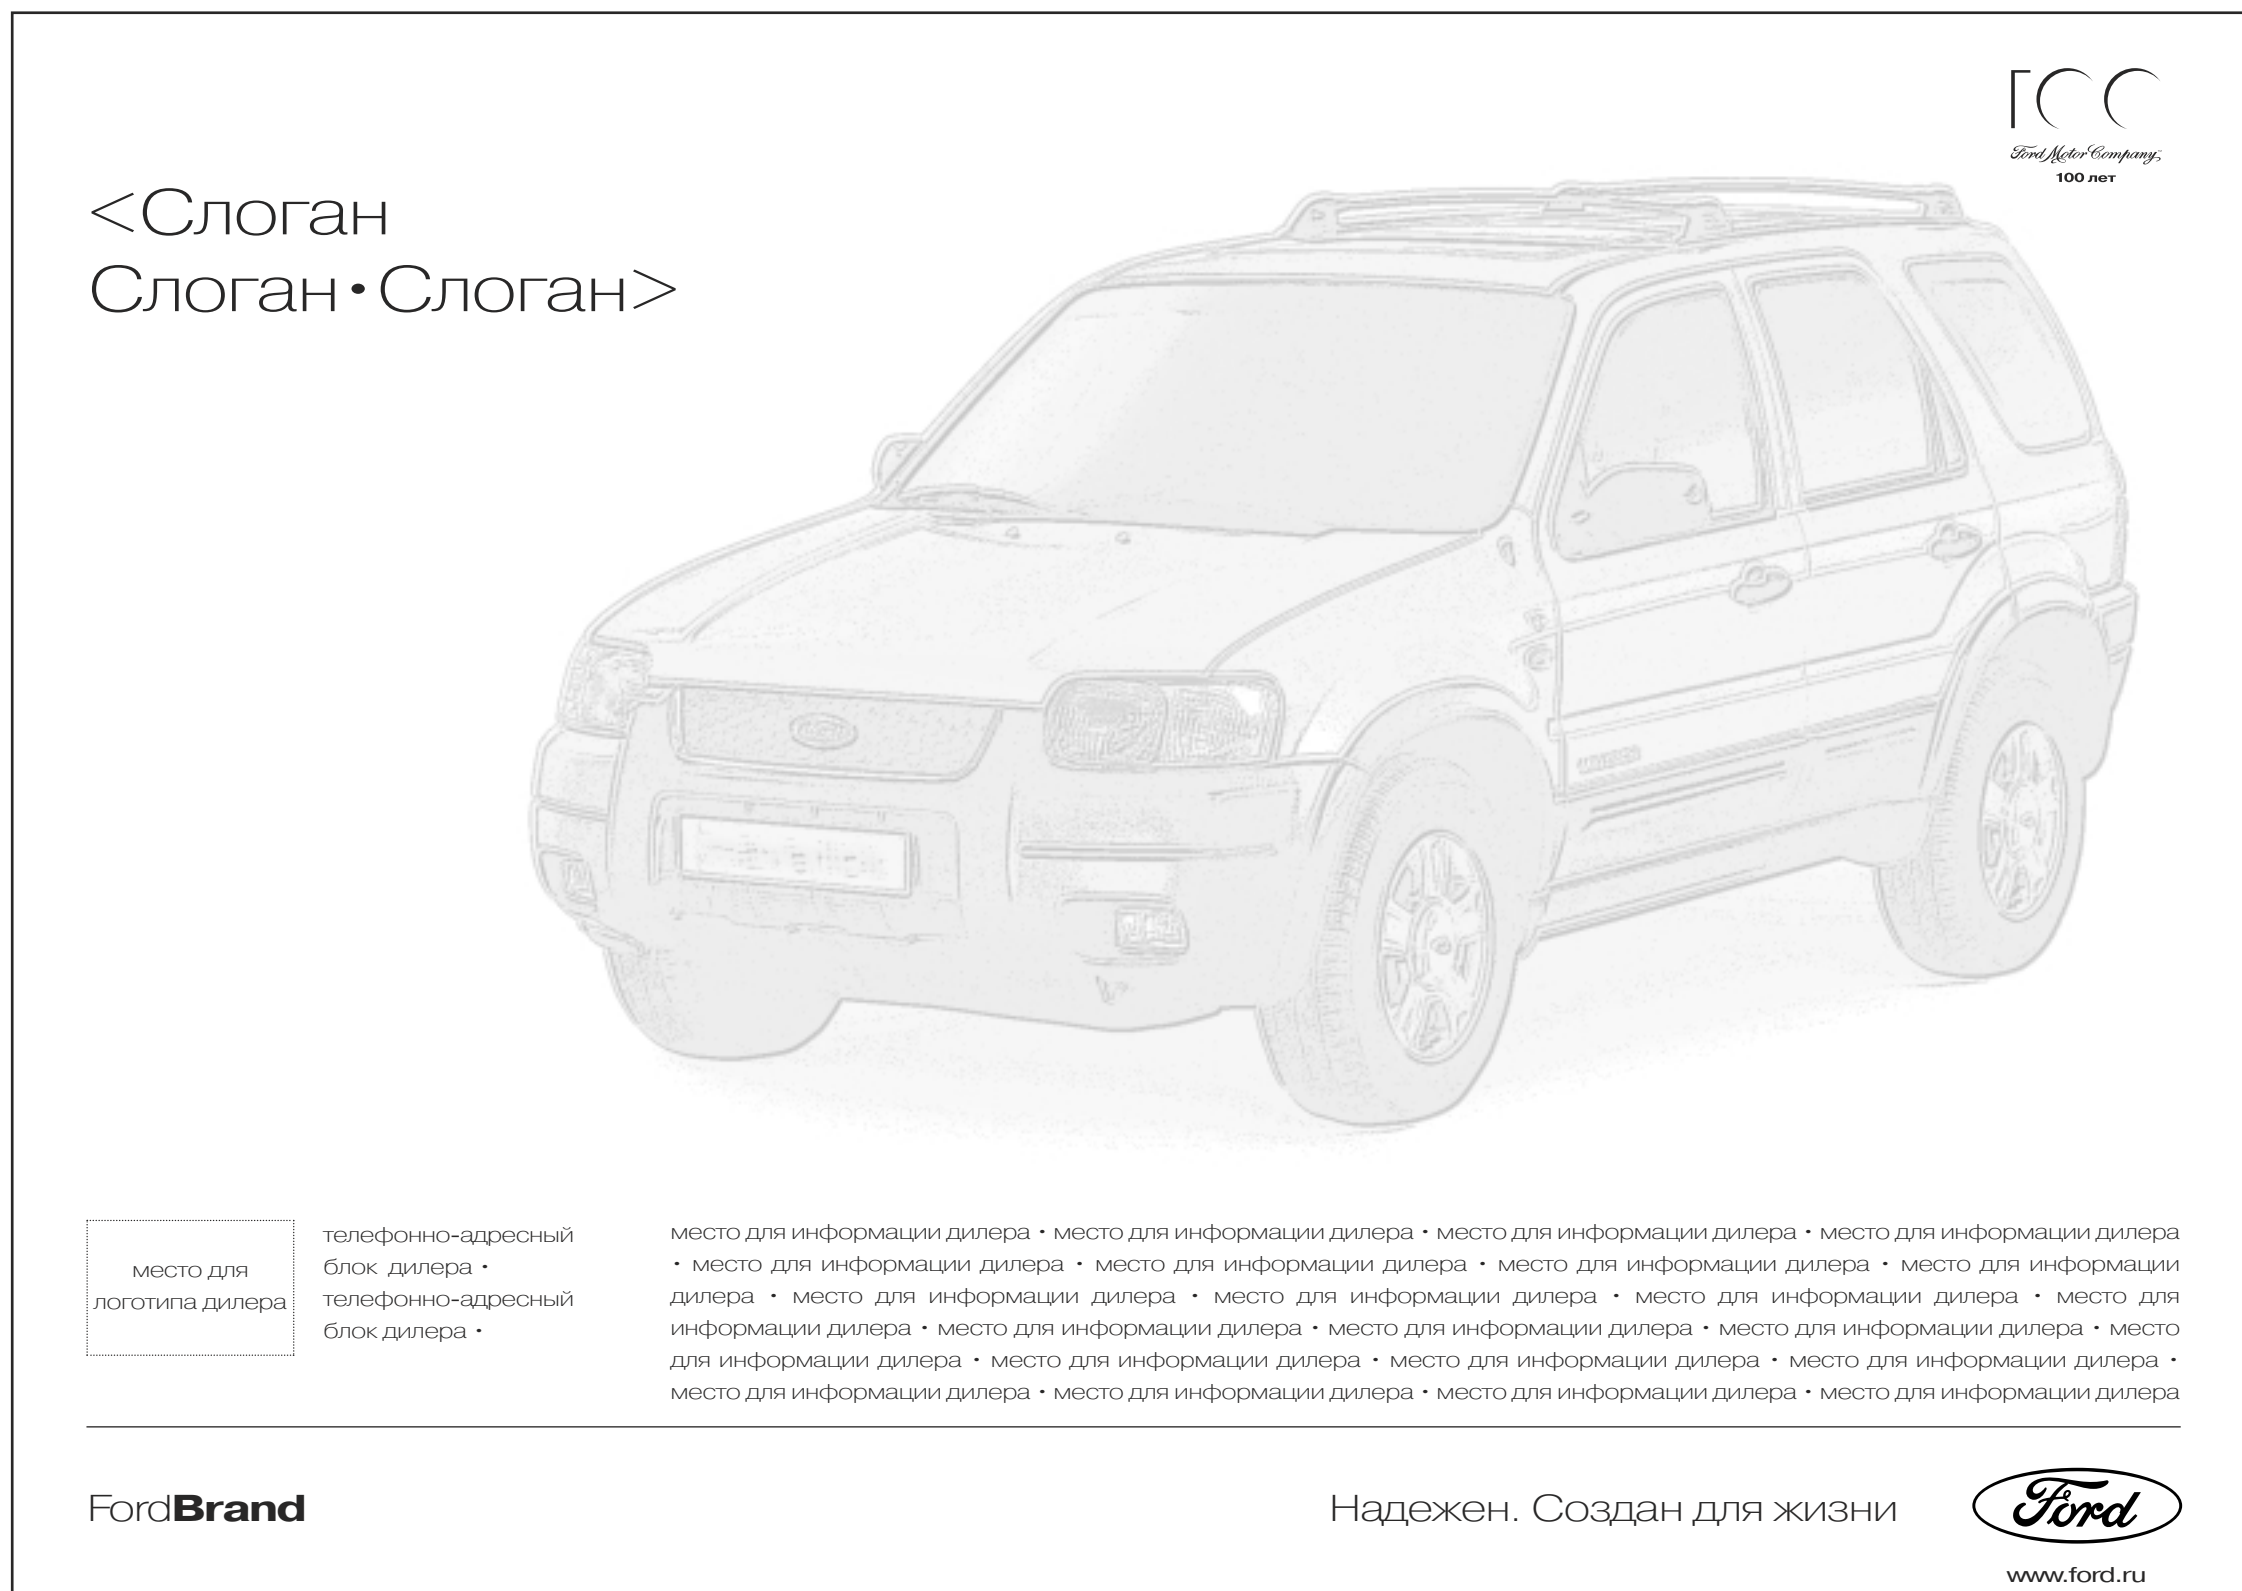 100
Ford Motor Company
100 лет
<Слоган
Слоган • Слоган>
место для
логотипа дилера
телефонно-адресный
блок дилера •
телефонно-адресный
блок дилера •
место для информации дилера • место для информации дилера • место для информации дилера • место для информации дилера
• место для информации дилера • место для информации дилера • место для информации дилера • место для информации
дилера • место для информации дилера • место для информации дилера • место для информации дилера • место для
информации дилера • место для информации дилера • место для информации дилера • место для информации дилера • место
для информации дилера • место для информации дилера • место для информации дилера • место для информации дилера •
место для информации дилера • место для информации дилера • место для информации дилера • место для информации дилера
FordBrand
Надежен. Создан для жизни
Ford
www.ford.ru